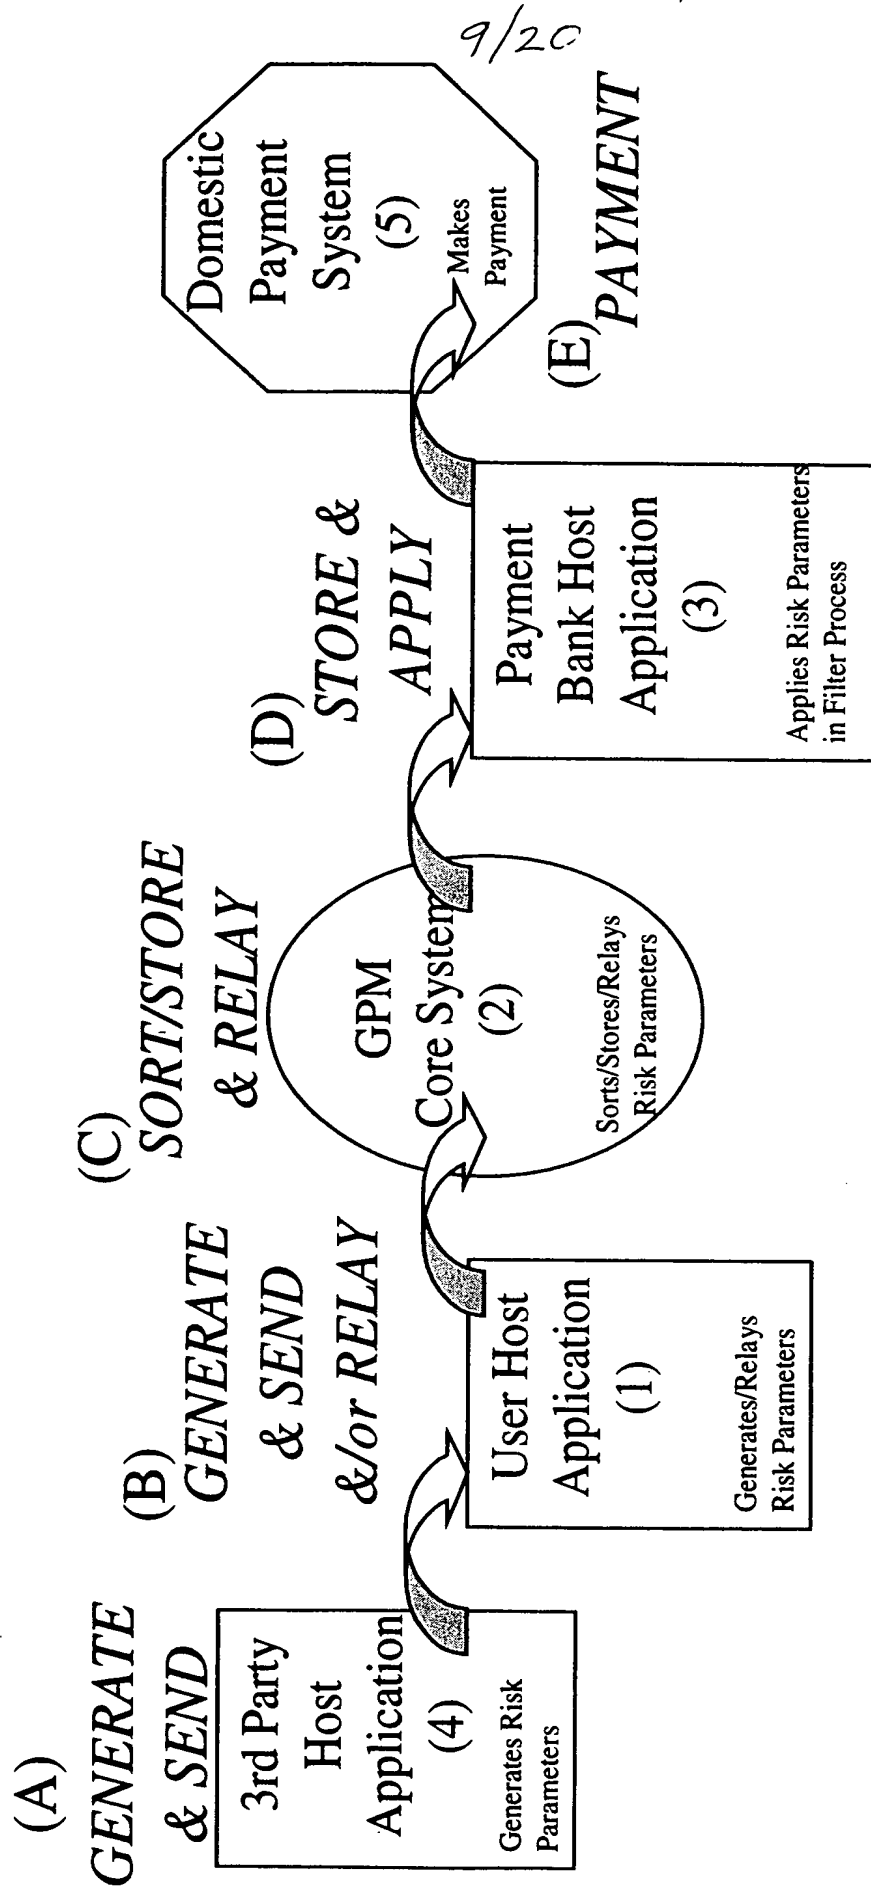 9/20
(A)
GENERATE
& SEND
3rd Party
Host
Application
(4)
Generates Risk
Parameters
(B)
GENERATE
& SEND
&/or RELAY
User Host
Application
(1)
Generates/Relays
Risk Parameters
(C)
SORT/STORE
& RELAY
GPM
Core System
(2)
Sorts/Stores/Relays
Risk Parameters
(D)
STORE &
APPLY
Payment
Bank Host
Application
(3)
Applies Risk Parameters
in Filter Process
Domestic
Payment
System
(5)
Makes
Payment
(E)
PAYMENT